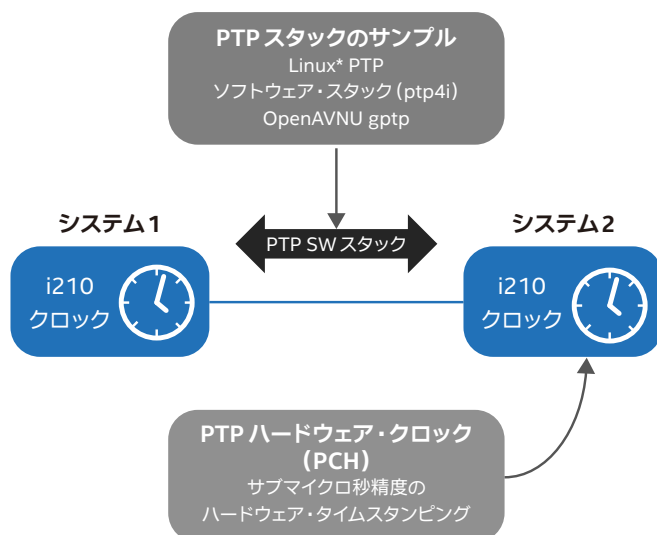 PTP スタックのサンプル
Linux* PTP
ソフトウェア・スタック(ptp4i)
OpenAVNU gptp
システム1
システム2
PTP SWスタック
i210
クロック
i210
クロック
PTP ハードウェア・クロック
(PCH)
サブマイクロ秒精度の
ハードウェア・タイムスタンピング